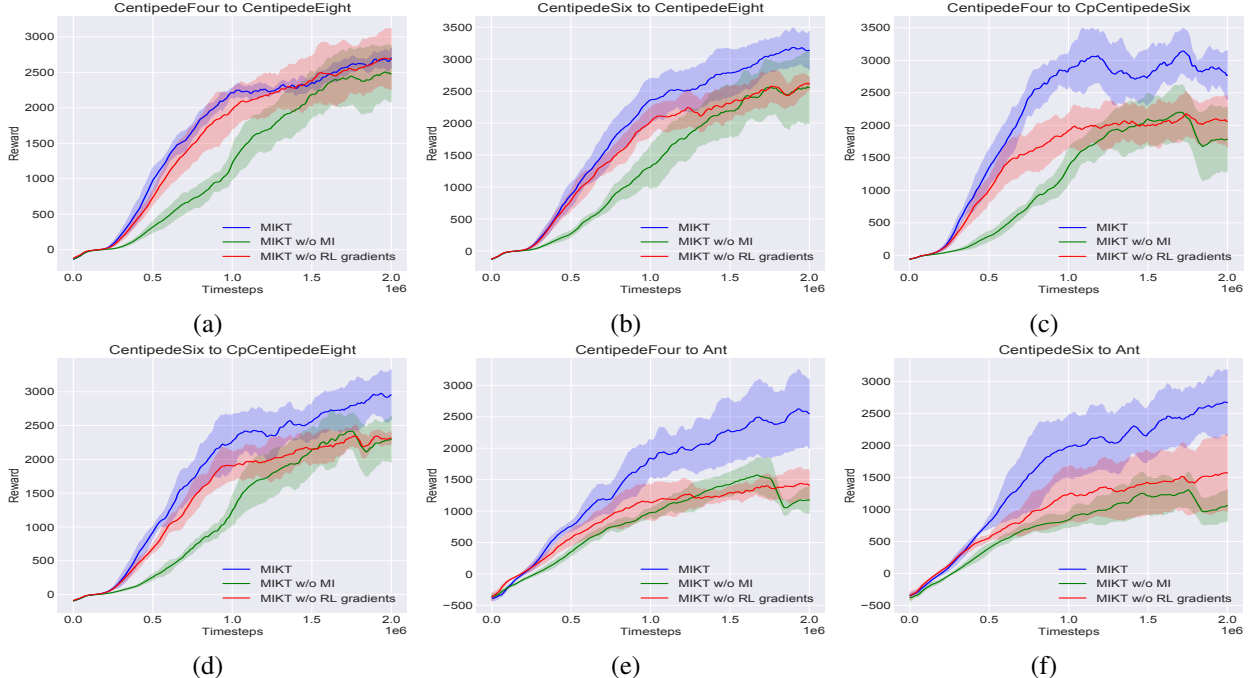 CentipedeFour to CentipedeEight
3000
2500
2000
1500
1000
500
0
Reward
MIKT
MIKT w/o MI
MIKT w/o RL gradients
0.0 0.5 1.0 1.5 2.0
Timesteps 1e6
(a)
CentipedeSix to CentipedeEight
3500
3000
2500
2000
1500
1000
500
0
Reward
MIKT
MIKT w/o MI
MIKT w/o RL gradients
0.0 0.5 1.0 1.5 2.0
Timesteps 1e6
(b)
CentipedeFour to CpCentipedeSix
3500
3000
2500
2000
1500
1000
500
0
Reward
MIKT
MIKT w/o MI
MIKT w/o RL gradients
0.0 0.5 1.0 1.5 2.0
Timesteps 1e6
(c)
CentipedeSix to CpCentipedeEight
3000
2500
2000
1500
1000
500
0
Reward
MIKT
MIKT w/o MI
MIKT w/o RL gradients
0.0 0.5 1.0 1.5 2.0
Timesteps 1e6
(d)
CentipedeFour to Ant
3000
2500
2000
1500
1000
500
0
−500
Reward
MIKT
MIKT w/o MI
MIKT w/o RL gradients
0.0 0.5 1.0 1.5 2.0
Timesteps 1e6
(e)
CentipedeSix to Ant
3000
2500
2000
1500
1000
500
0
−500
Reward
MIKT
MIKT w/o MI
MIKT w/o RL gradients
0.0 0.5 1.0 1.5 2.0
Timesteps 1e6
(f)